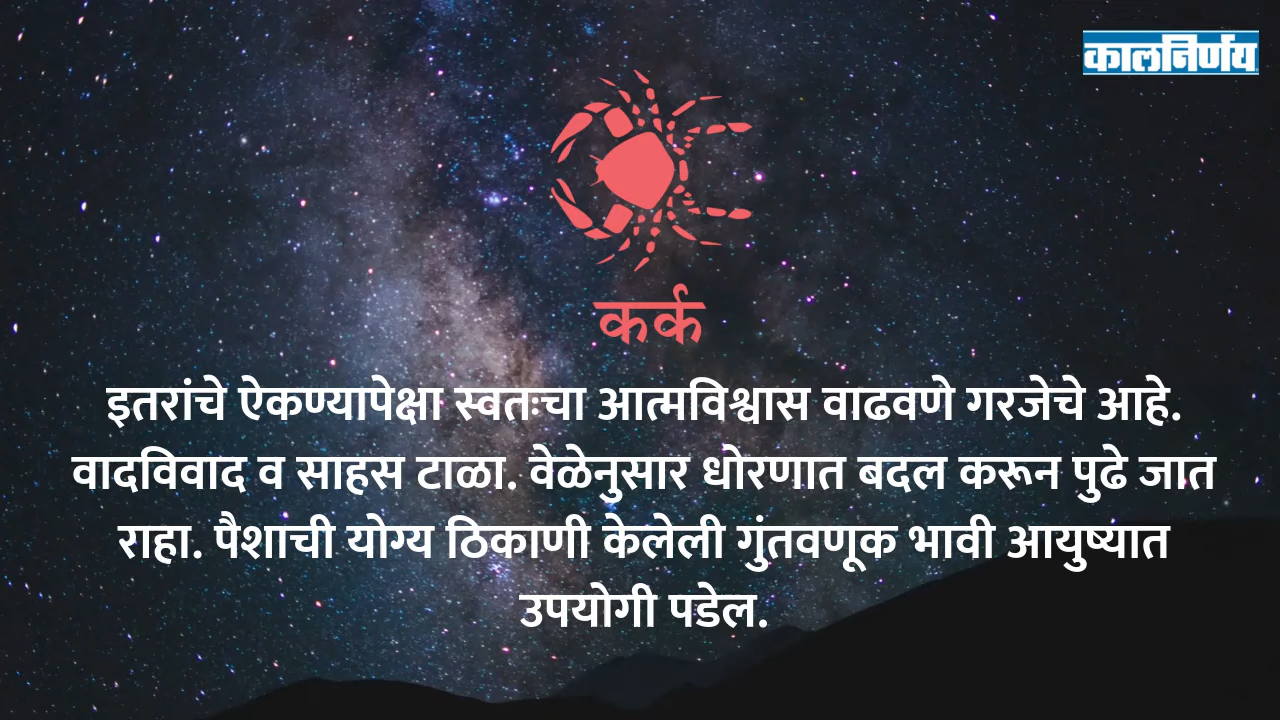 कालनिर्णय
कर्क
इतरांचे ऐकण्यापेक्षा स्वतःचा आत्मविश्वास वाढवणे गरजेचे आहे.
वादविवाद व साहस टाळा. वेळेनुसार धोरणात बदल करून पुढे जात
राहा. पैशाची योग्य ठिकाणी केलेली गुंतवणूक भावी आयुष्यात
उपयोगी पडेल.